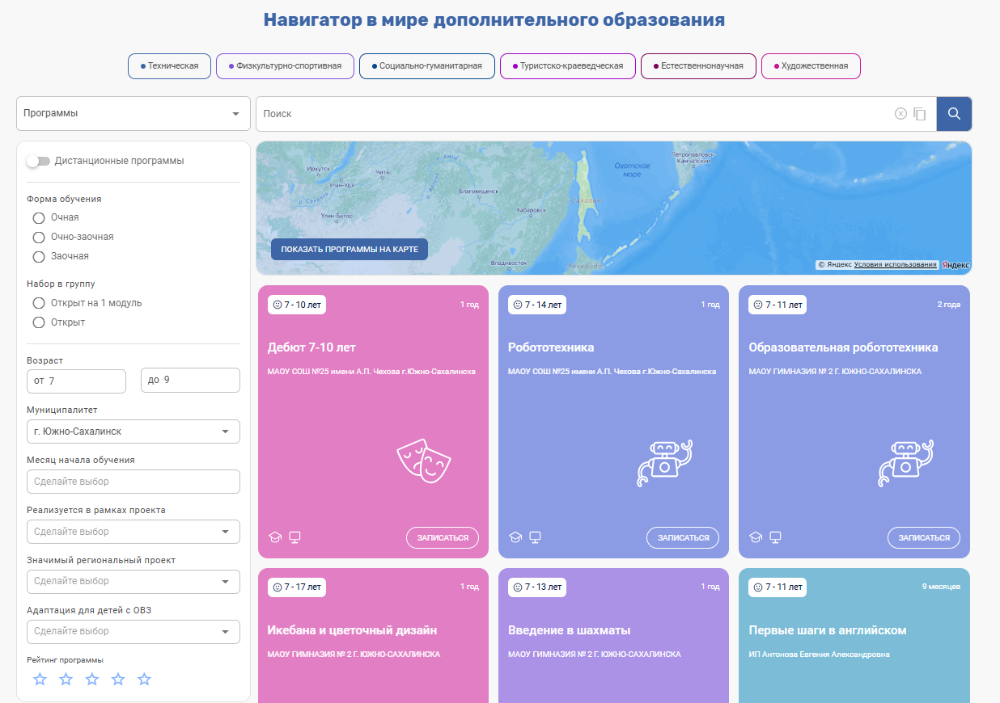 Навигатор в мире дополнительного образования
Техническая
Физкультурно-спортивная
Социально-гуманитарная
Туристско-краеведческая
Естественнонаучная
Художественная
Программы
Поиск
Дистанционные программы
Форма обучения
Очная
Очно-заочная
Заочная
Набор в группу
Открыт на 1 модуль
Открыт
Возраст
от 7
до 9
Муниципалитет
г. Южно-Сахалинск
Месяц начала обучения
Сделайте выбор
Реализуется в рамках проекта
Сделайте выбор
Значимый региональный проект
Сделайте выбор
Адаптация для детей с ОВЗ
Сделайте выбор
Рейтинг программы
Иркутск
Улан-Удэ
Чита
р. Селенга
Улан-Батор
р. Амур
р. Аргунь
Благовещенск
Хабаровск
Владивосток
Сахалин
Хоккайдо
Охотское
море
Петропавловск-
Камчатский
ПОКАЗАТЬ ПРОГРАММЫ НА КАРТЕ
© Яндекс Условия использования Яндекс
7 - 10 лет
1 год
Дебют 7-10 лет
МАОУ СОШ №25 имени А.П. Чехова г.Южно-Сахалинска
ЗАПИСАТЬСЯ
7 - 14 лет
1 год
Робототехника
МАОУ СОШ №25 имени А.П. Чехова г.Южно-Сахалинска
ЗАПИСАТЬСЯ
7 - 11 лет
2 года
Образовательная робототехника
МАОУ ГИМНАЗИЯ № 2 Г. ЮЖНО-САХАЛИНСКА
ЗАПИСАТЬСЯ
7 - 17 лет
1 год
Икебана и цветочный дизайн
МАОУ ГИМНАЗИЯ № 2 Г. ЮЖНО-САХАЛИНСКА
7 - 13 лет
1 год
Введение в шахматы
МАОУ ГИМНАЗИЯ № 2 Г. ЮЖНО-САХАЛИНСКА
7 - 11 лет
9 месяцев
Первые шаги в английском
ИП Антонова Евгения Александровна